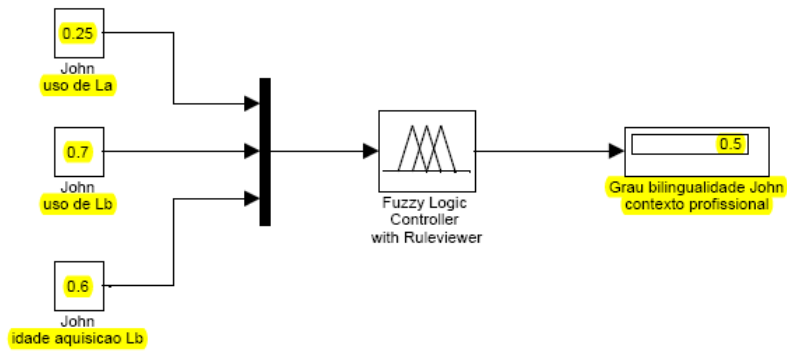 0.25
John
uso de La
0.7
John
uso de Lb
0.6
John
idade aquisicao Lb
Fuzzy Logic
Controller
with Ruleviewer
0.5
Grau bilingualidade John
contexto profissional